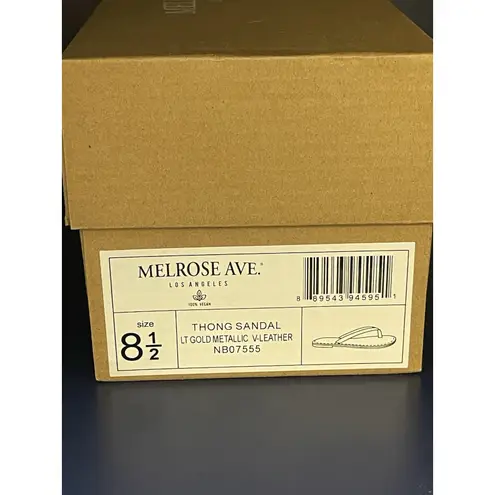 MELROSE AVE.®
LOS ANGELES
100% VEGAN
8 89543 94595 1
size
8 1/2
THONG SANDAL
LT GOLD METALLIC V-LEATHER
NB07555